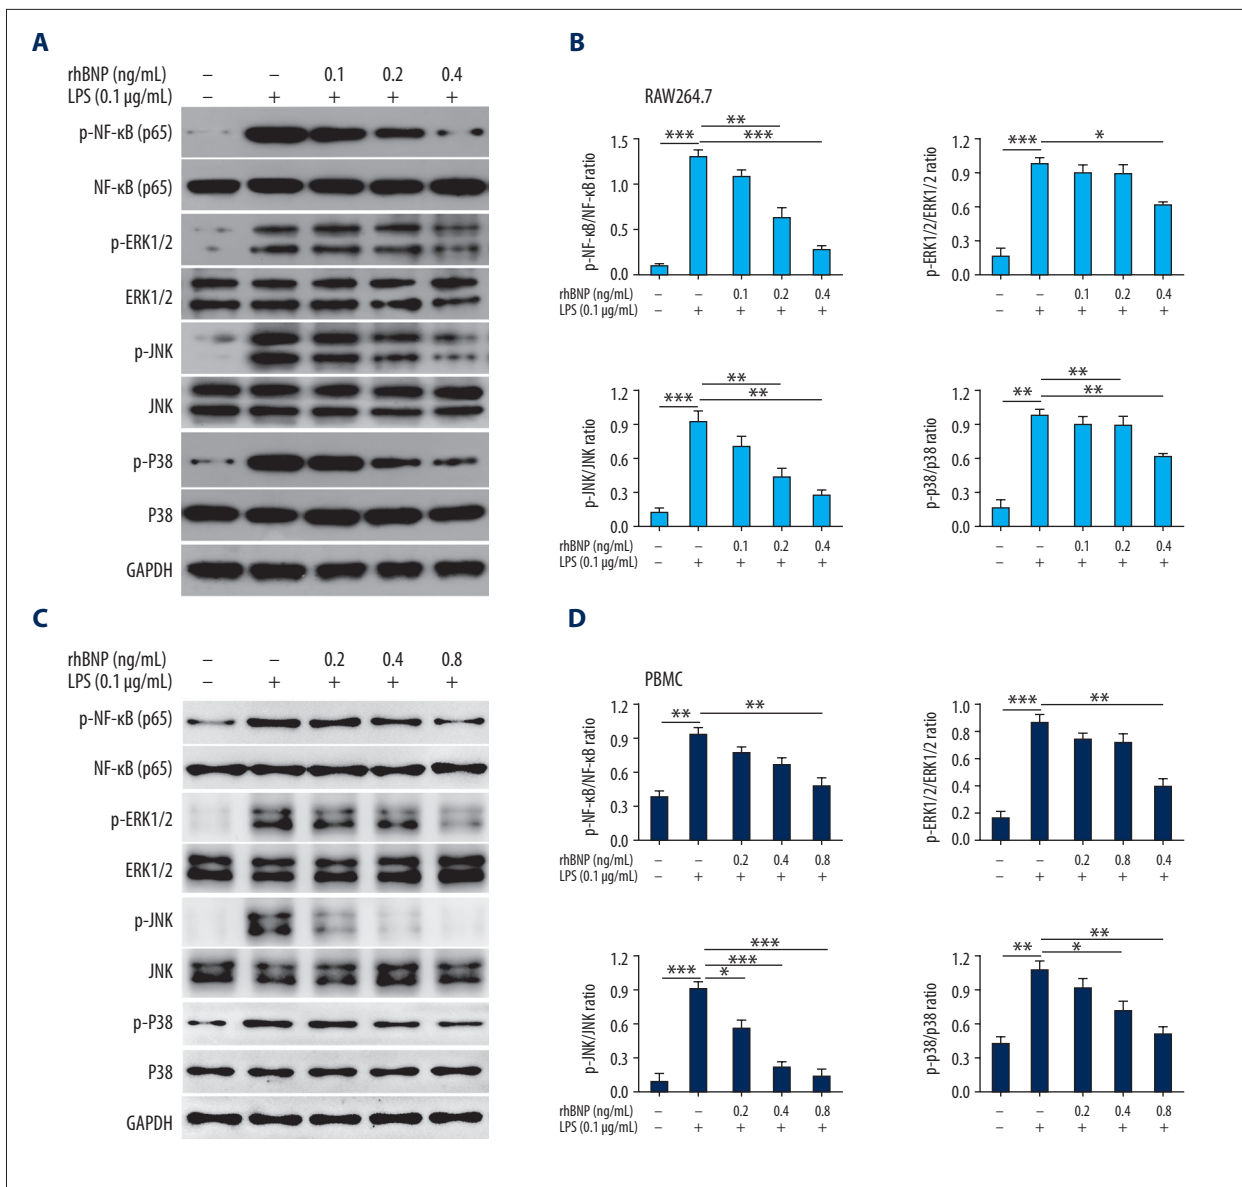 A
rhBNP (ng/mL) – – 0.1 0.2 0.4
LPS (0.1 µg/mL) – + + + +
p-NF-κB (p65)
NF-κB (p65)
p-ERK1/2
ERK1/2
p-JNK
JNK
p-P38
P38
GAPDH
B
RAW264.7
*** ** ***
p-NF-κB/NF-κB ratio
1.5
1.0
0.5
0.0
rhBNP (ng/mL) – – 0.1 0.2 0.4
LPS (0.1 µg/mL) – + + + +
*** *
p-ERK1/2/ERK1/2 ratio
1.2
0.9
0.6
0.3
0.0
– – 0.1 0.2 0.4
– + + + +
*** ** **
p-JNK/JNK ratio
1.2
0.9
0.6
0.3
0.0
rhBNP (ng/mL) – – 0.1 0.2 0.4
LPS (0.1 µg/mL) – + + + +
** ** **
p-p38/p38 ratio
1.2
0.9
0.6
0.3
0.0
– – 0.1 0.2 0.4
– + + + +
C
rhBNP (ng/mL) – – 0.2 0.4 0.8
LPS (0.1 µg/mL) – + + + +
p-NF-κB (p65)
NF-κB (p65)
p-ERK1/2
ERK1/2
p-JNK
JNK
p-P38
P38
GAPDH
D
PBMC
** **
p-NF-κB/NF-κB ratio
1.2
0.9
0.6
0.3
0.0
rhBNP (ng/mL) – – 0.2 0.4 0.8
LPS (0.1 µg/mL) – + + + +
*** **
p-ERK1/2/ERK1/2 ratio
1.0
0.8
0.6
0.4
0.2
0.0
– – 0.2 0.8 0.4
– + + + +
*** * *** ***
p-JNK/JNK ratio
1.2
0.9
0.6
0.3
0.0
rhBNP (ng/mL) – – 0.2 0.4 0.8
LPS (0.1 µg/mL) – + + + +
** * **
p-p38/p38 ratio
1.2
0.9
0.6
0.3
0.0
– – 0.2 0.4 0.8
– + + + +